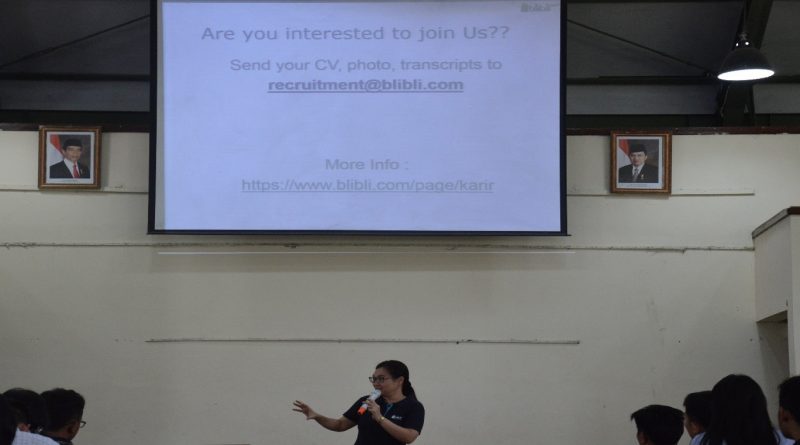 blibli
Are you interested to join Us??
Send your CV, photo, transcripts to
recruitment@blibli.com
More Info :
https://www.blibli.com/page/karir